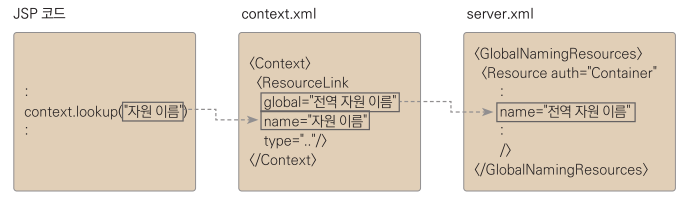 JSP 코드
:
context.lookup("자원 이름")
:
context.xml
〈Context〉
〈ResourceLink
global="전역 자원 이름"
name="자원 이름"
type=".."/〉
〈/Context〉
server.xml
〈GlobalNamingResources〉
〈Resource auth="Container"
:
name="전역 자원 이름"
:
/〉
〈/GlobalNamingResources〉